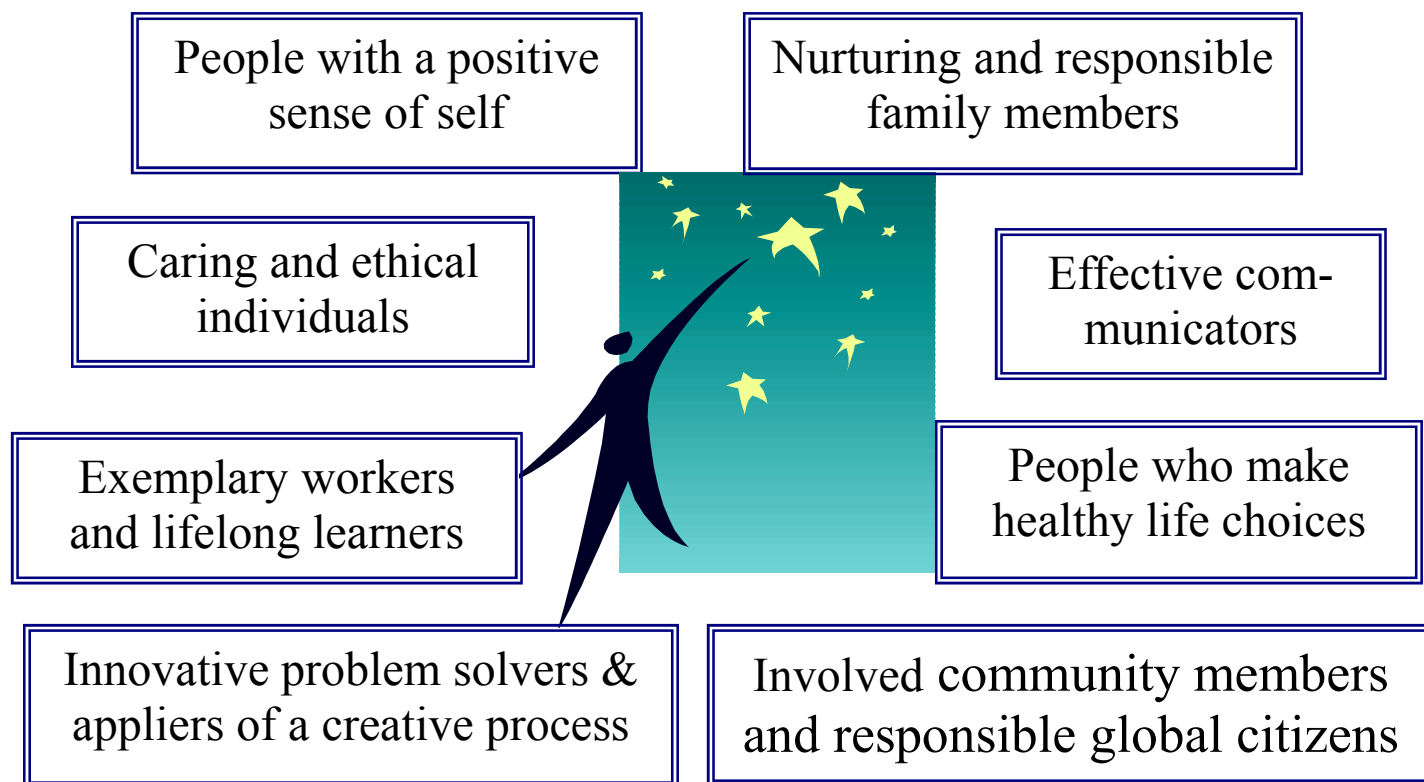 People with a positive
sense of self
Nurturing and responsible
family members
Caring and ethical
individuals
Effective com-
municators
Exemplary workers
and lifelong learners
People who make
healthy life choices
Innovative problem solvers &
appliers of a creative process
Involved community members
and responsible global citizens